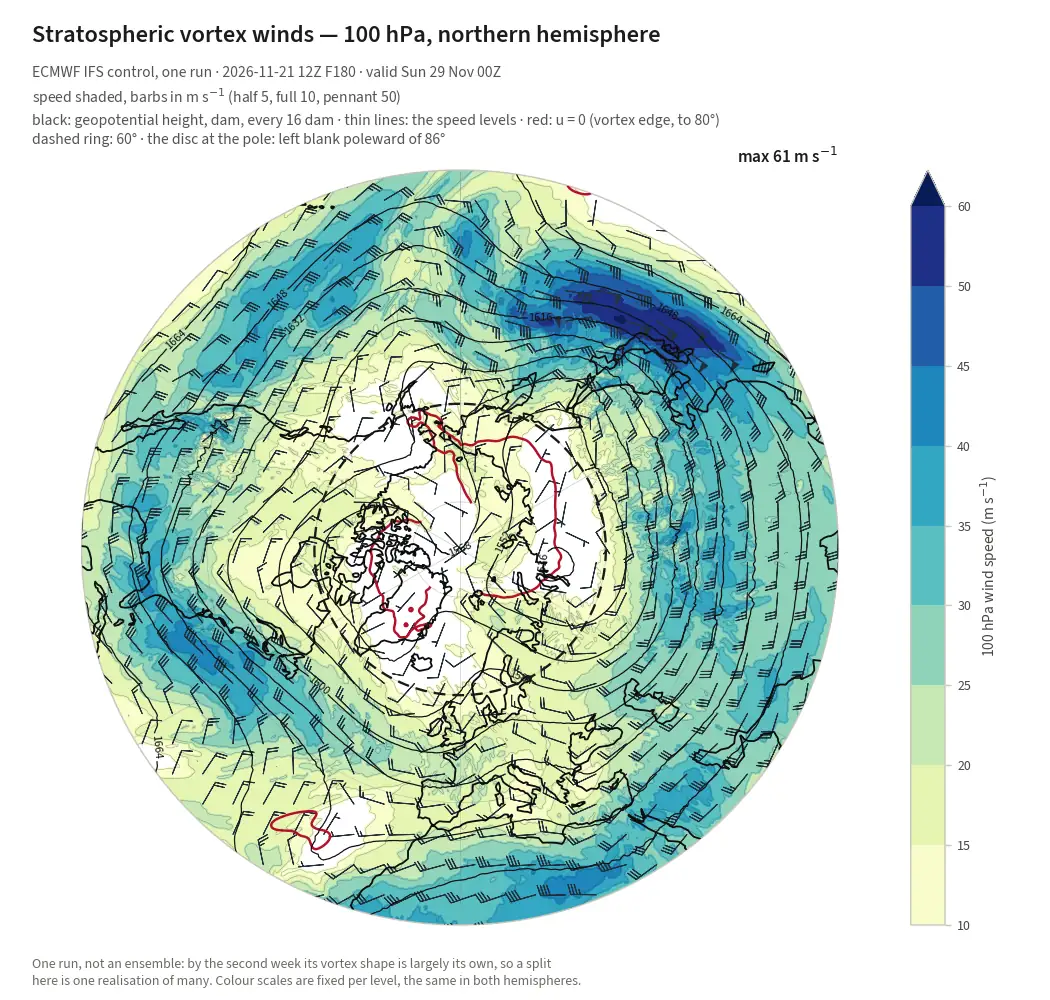 Stratospheric vortex winds — 100 hPa, northern hemisphere
ECMWF IFS control, one run · 2026-11-21 12Z F180 · valid Sun 29 Nov 00Z
speed shaded, barbs in m s⁻¹ (half 5, full 10, pennant 50)
black: geopotential height, dam, every 16 dam · thin lines: the speed levels · red: u = 0 (vortex edge, to 80°)
dashed ring: 60° · the disc at the pole: left blank poleward of 86°
max 61 m s⁻¹
60
50
45
40
35
30
25
20
15
10
100 hPa wind speed (m s⁻¹)
1648
1632
1664
1616
1648
1664
1664
One run, not an ensemble: by the second week its vortex shape is largely its own, so a split
here is one realisation of many. Colour scales are fixed per level, the same in both hemispheres.